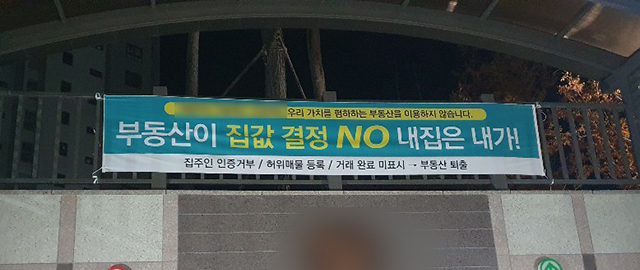 우리 가치를 폄하하는 부동산을 이용하지 않습니다.
부동산이 집값 결정 NO 내집은 내가!
집주인 인증거부 / 허위매물 등록 / 거래 완료 미표시 → 부동산 퇴출